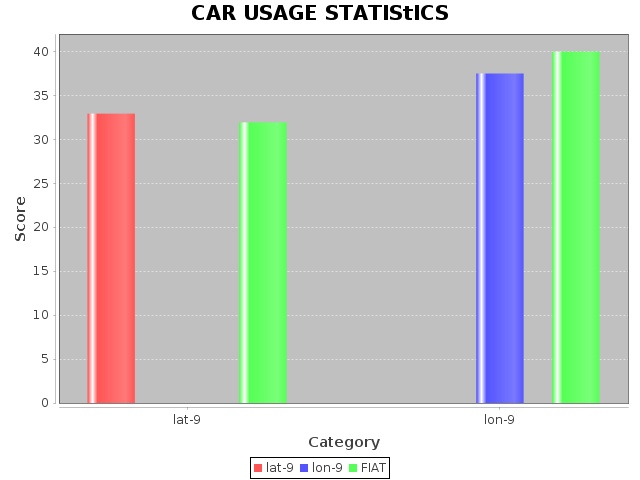 CAR USAGE STATIStICS
40
35
30
25
20
15
10
5
0
Score
lat-9 lon-9
Category
lat-9 lon-9 FIAT